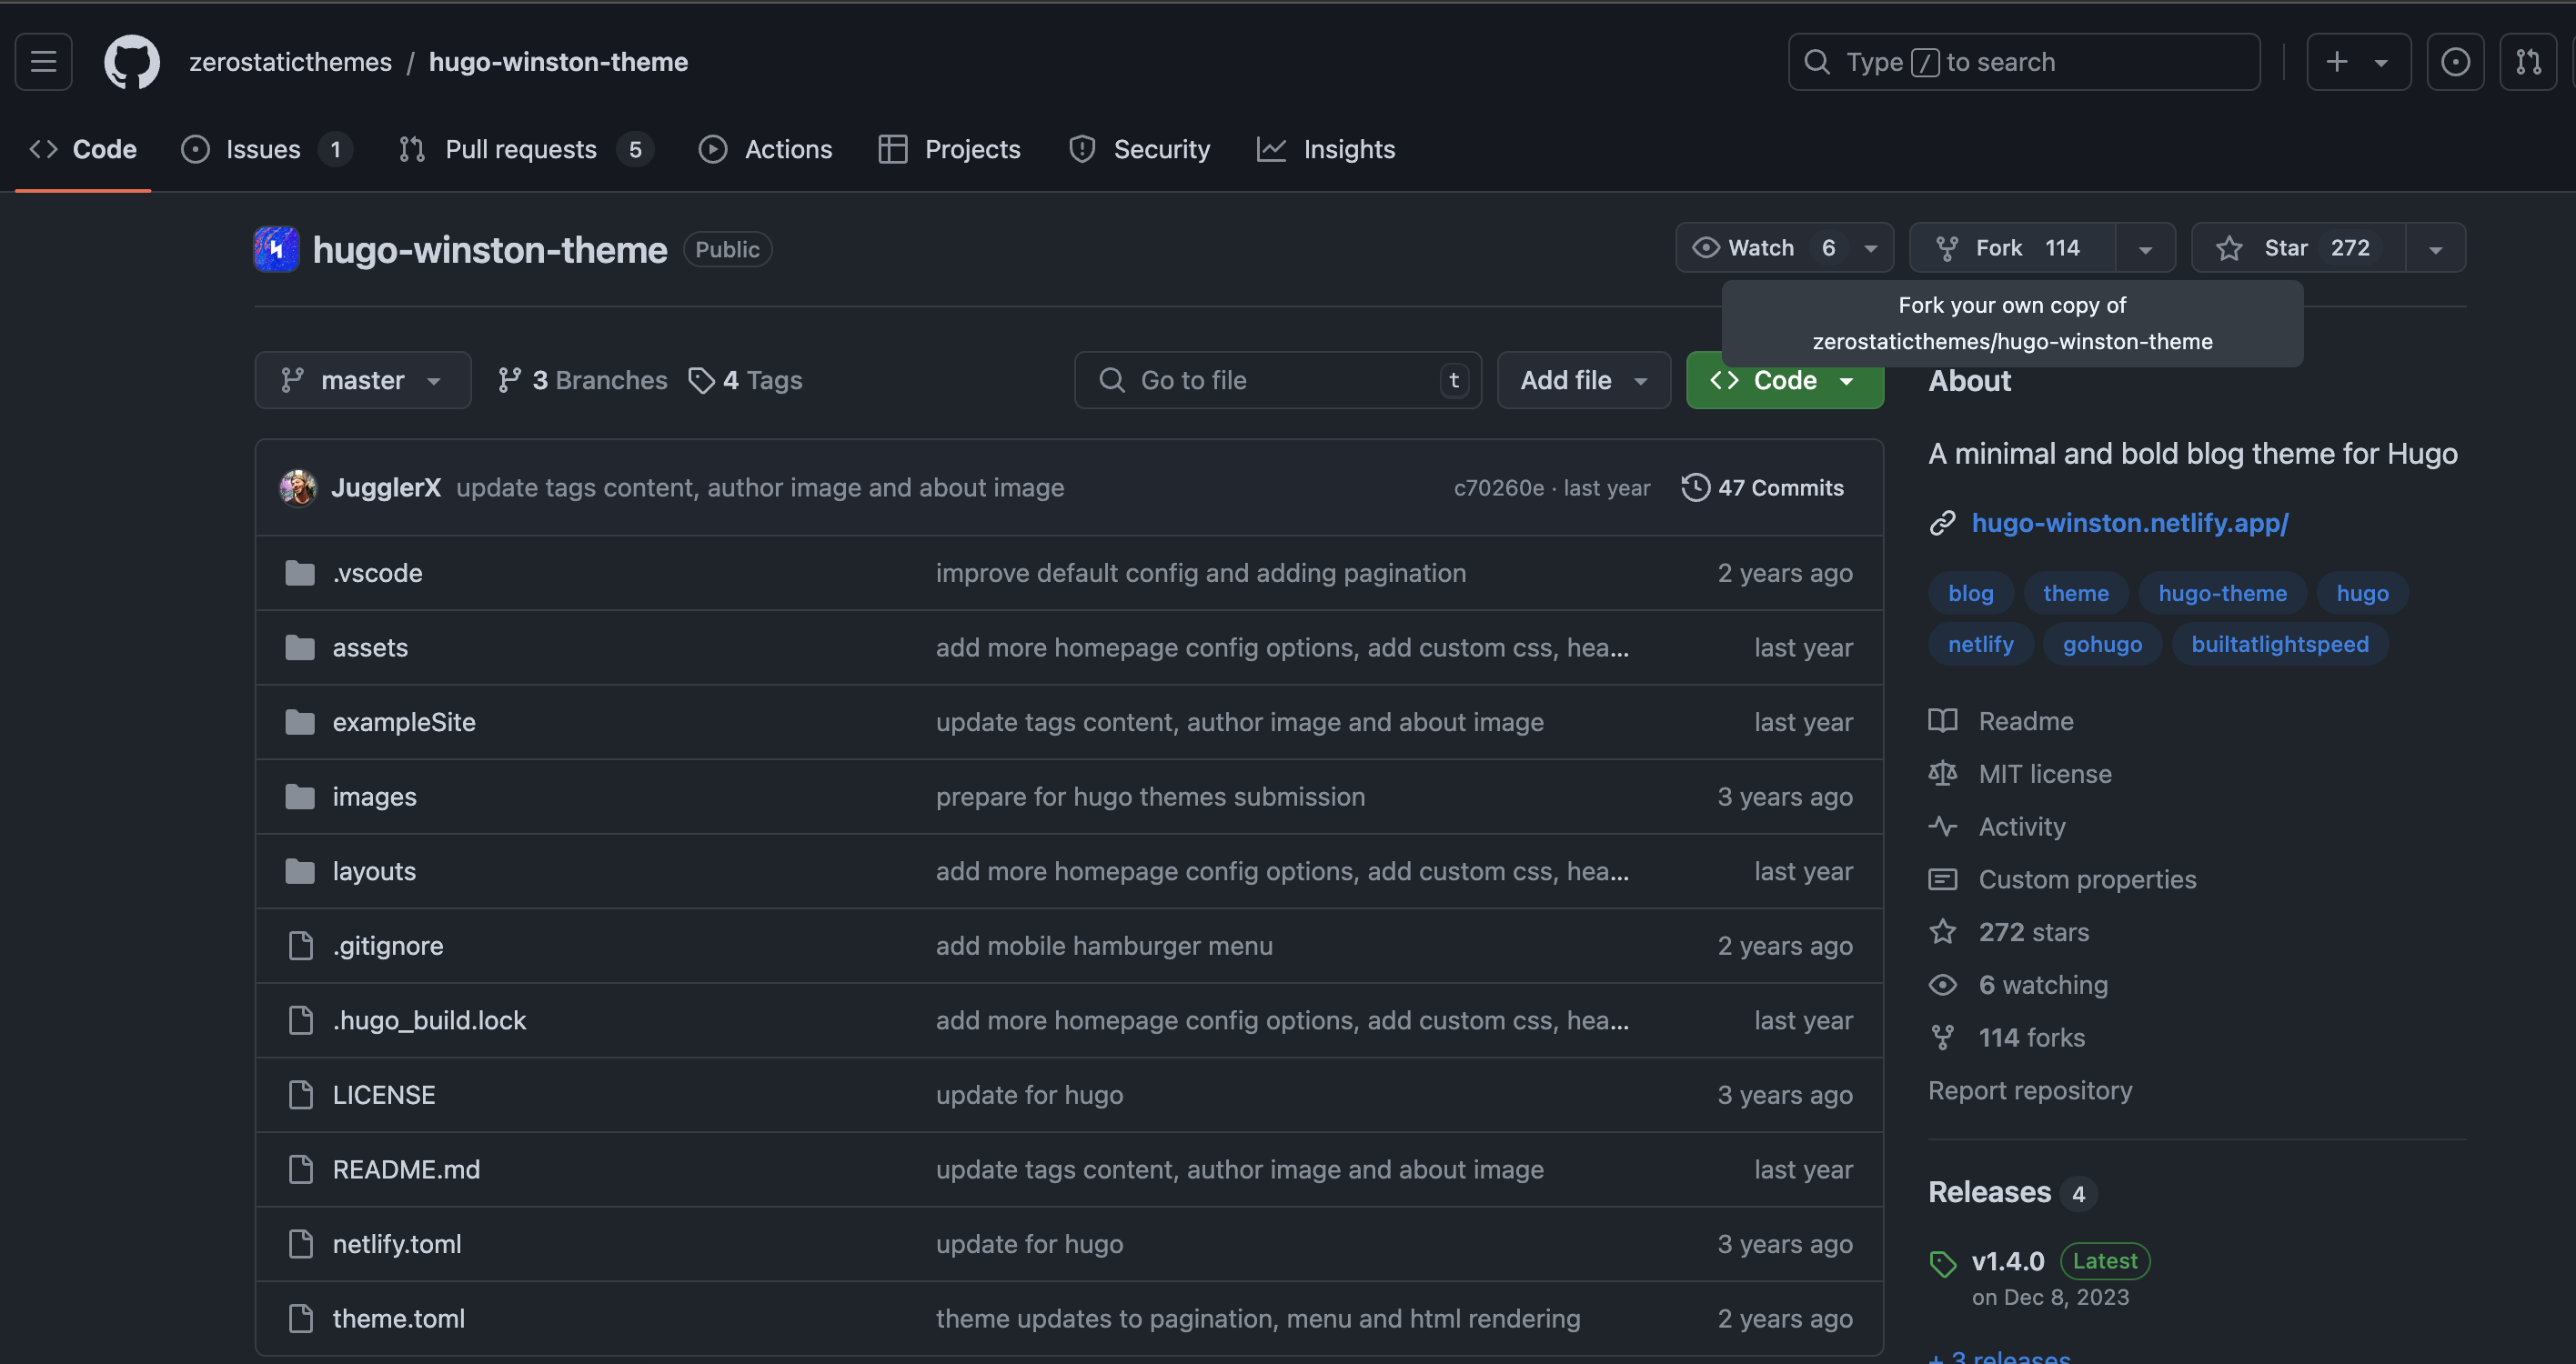 zerostaticthemes / hugo-winston-theme
Type / to search
Code
Issues 1
Pull requests 5
Actions
Projects
Security
Insights
hugo-winston-theme Public
Watch 6
Fork 114
Star 272
Fork your own copy of
zerostaticthemes/hugo-winston-theme
master
3 Branches
4 Tags
Go to file t
Add file
Code
JugglerX update tags content, author image and about image c70260e · last year 47 Commits
.vscode improve default config and adding pagination 2 years ago
assets add more homepage config options, add custom css, hea... last year
exampleSite update tags content, author image and about image last year
images prepare for hugo themes submission 3 years ago
layouts add more homepage config options, add custom css, hea... last year
.gitignore add mobile hamburger menu 2 years ago
.hugo_build.lock add more homepage config options, add custom css, hea... last year
LICENSE update for hugo 3 years ago
README.md update tags content, author image and about image last year
netlify.toml update for hugo 3 years ago
theme.toml theme updates to pagination, menu and html rendering 2 years ago
About
A minimal and bold blog theme for Hugo
hugo-winston.netlify.app/
blog theme hugo-theme hugo
netlify gohugo builtatlightspeed
Readme
MIT license
Activity
Custom properties
272 stars
6 watching
114 forks
Report repository
Releases 4
v1.4.0 Latest
on Dec 8, 2023
+ 3 releases